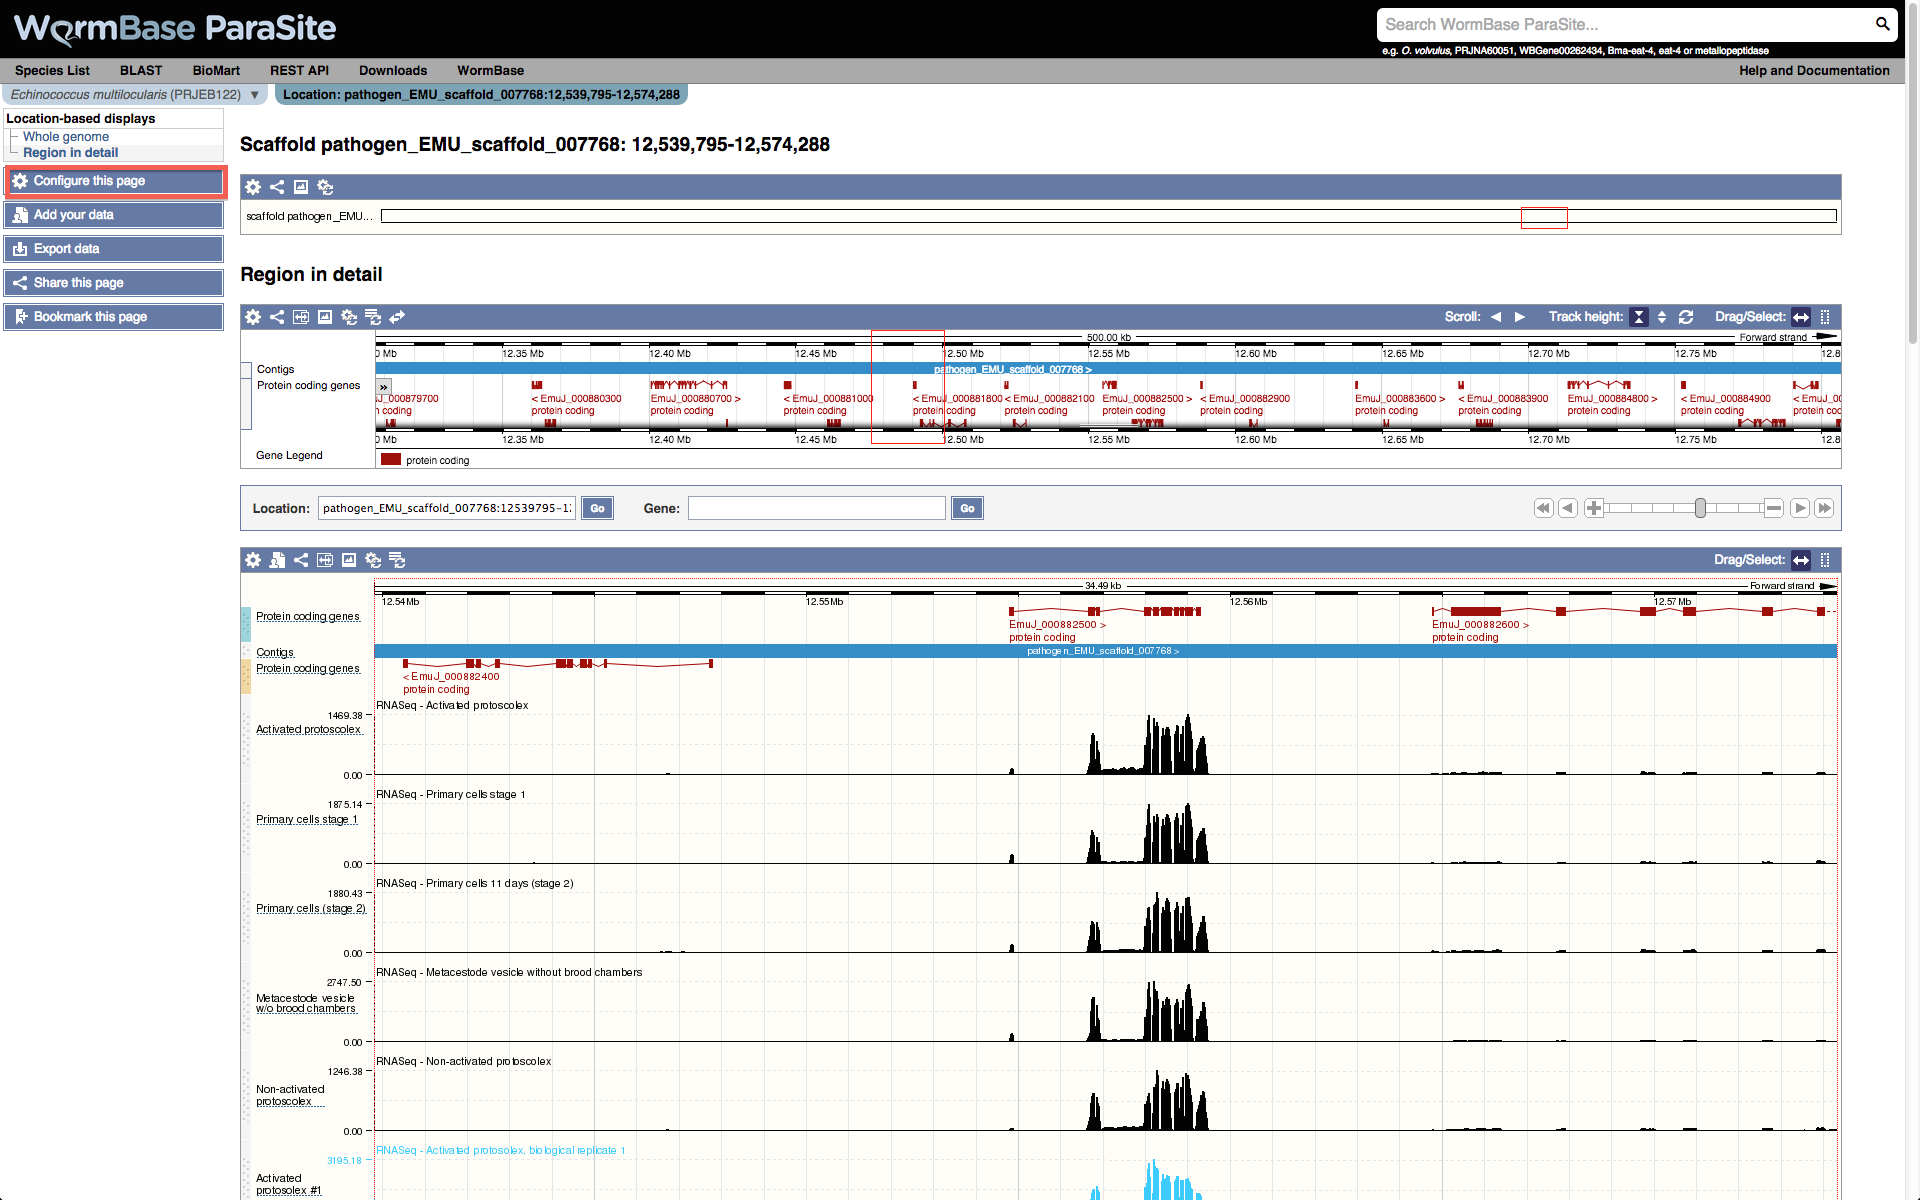 WormBase ParaSite
Search WormBase ParaSite...
e.g. O. volvulus, PRJNA60051, WBGene00262434, Bma-eat-4, eat-4 or metallopeptidase
Species List BLAST BioMart REST API Downloads WormBase Help and Documentation
Echinococcus multilocularis (PRJEB122) ▼ Location: pathogen_EMU_scaffold_007768:12,539,795-12,574,288
Location-based displays
Whole genome
Region in detail
Configure this page
Add your data
Export data
Share this page
Bookmark this page
Scaffold pathogen_EMU_scaffold_007768: 12,539,795-12,574,288
scaffold pathogen_EMU...
Region in detail
Scroll: Track height: Drag/Select:
500.00 kb Forward strand
0 Mb 12.35 Mb 12.40 Mb 12.45 Mb 12.50 Mb 12.55 Mb 12.60 Mb 12.65 Mb 12.70 Mb 12.75 Mb 12.8
Contigs pathogen_EMU_scaffold_007768 >
Protein coding genes »
J_000879700 < EmuJ_000880300 EmuJ_000880700 > < EmuJ_000881000 < EmuJ_000881800 < EmuJ_000882100 EmuJ_000882500 > < EmuJ_000882900 EmuJ_000883600 > < EmuJ_000883900 EmuJ_000884800 > < EmuJ_000884900 < EmuJ_0
n coding protein coding protein coding protein coding protein coding protein coding protein coding protein coding protein coding protein coding protein coding protein coding protein coc
0 Mb 12.35 Mb 12.40 Mb 12.45 Mb 12.50 Mb 12.55 Mb 12.60 Mb 12.65 Mb 12.70 Mb 12.75 Mb 12.8
Gene Legend protein coding
Location: pathogen_EMU_scaffold_007768:12539795-1 Go Gene: Go
Drag/Select:
34.49 kb Forward strand
12.54Mb 12.55Mb 12.56Mb 12.57Mb
Protein coding genes
EmuJ_000882500 > EmuJ_000882600 >
protein coding protein coding
Contigs pathogen_EMU_scaffold_007768 >
Protein coding genes
< EmuJ_000882400
protein coding
RNASeq - Activated protoscolex
1469.38
Activated protoscolex
0.00
RNASeq - Primary cells stage 1
1875.14
Primary cells stage 1
0.00
RNASeq - Primary cells 11 days (stage 2)
1880.43
Primary cells (stage 2)
0.00
RNASeq - Metacestode vesicle without brood chambers
2747.50
Metacestode vesicle
w/o brood chambers
0.00
RNASeq - Non-activated protoscolex
1246.38
Non-activated
protoscolex
0.00
RNASeq - Activated protosolex, biological replicate 1
3195.18
Activated
protosolex #1